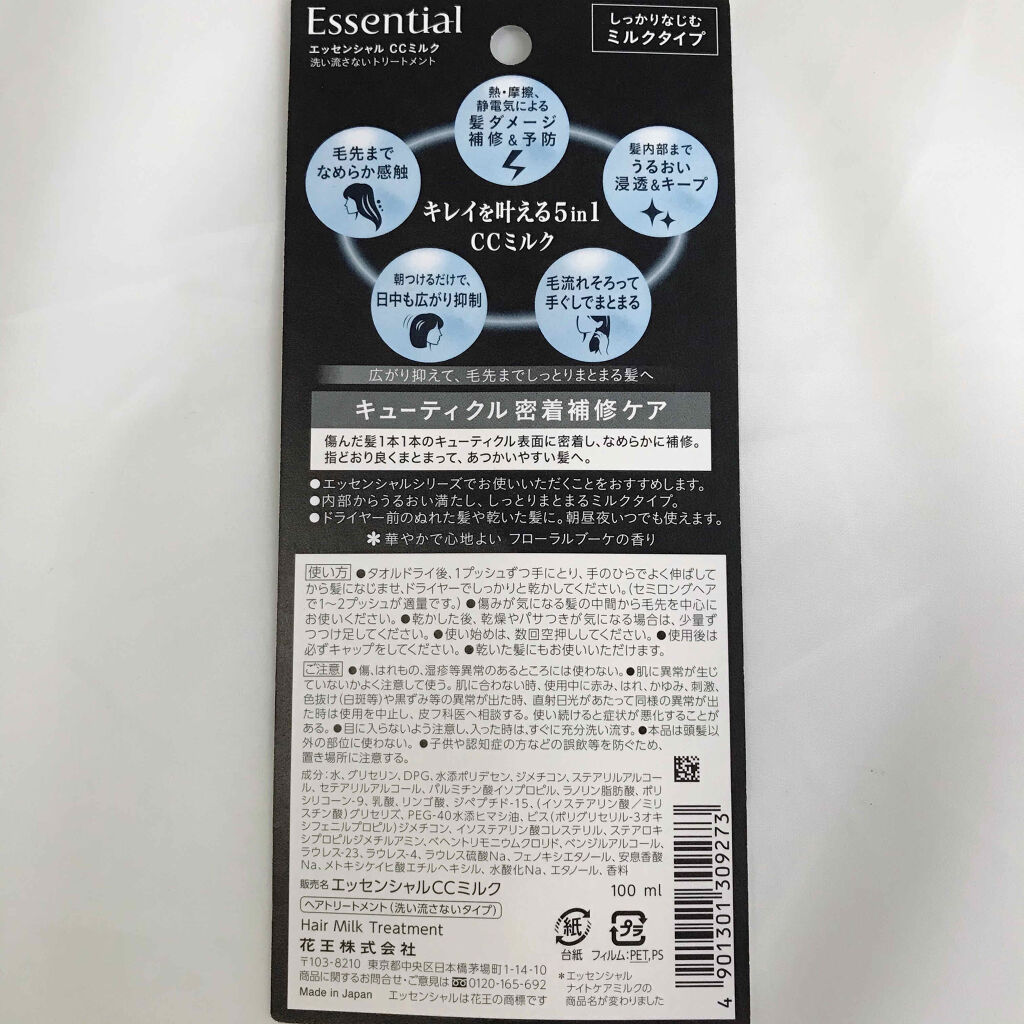 Essential
エッセンシャル CCミルク
洗い流さないトリートメント
しっかりなじむ
ミルクタイプ
熱・摩擦、
静電気による
髪ダメージ
補修&予防
毛先まで
なめらか感触
髪内部まで
うるおい
浸透&キープ
キレイを叶える5in1
CCミルク
朝つけるだけで、
日中も広がり抑制
毛流れそろって
手ぐしでまとまる
広がり抑えて、毛先までしっとりまとまる髪へ
キューティクル 密着補修ケア
傷んだ髪1本1本のキューティクル表面に密着し、なめらかに補修。
指どおり良くまとまって、あつかいやすい髪へ。
●エッセンシャルシリーズでお使いいただくことをおすすめします。
●内部からうるおい満たし、しっとりまとまるミルクタイプ。
●ドライヤー前のぬれた髪や乾いた髪に。朝昼夜いつでも使えます。
＊華やかで心地よい フローラルブーケの香り
使い方 ●タオルドライ後、1プッシュずつ手にとり、手のひらでよく伸ばして
から髪になじませ、ドライヤーでしっかりと乾かしてください。(セミロングヘア
で1〜2プッシュが適量です。) ●傷みが気になる髪の中間から毛先を中心に
お使いください。 ●乾かした後、乾燥やパサつきが気になる場合は、少量ず
つつけ足してください。 ●使い始めは、数回空押ししてください。 ●使用後は
必ずキャップをしてください。 ●乾いた髪にもお使いいただけます。
ご注意 ●傷、はれもの、湿疹等異常のあるところには使わない。●肌に異常が生じ
ていないかよく注意して使う。肌に合わない時、使用中に赤み、はれ、かゆみ、刺激、
色抜け(白斑等)や黒ずみ等の異常が出た時、直射日光があたって同様の異常が出
た時は使用を中止し、皮フ科医へ相談する。使い続けると症状が悪化することが
ある。●目に入らないよう注意し、入った時は、すぐに充分洗い流す。●本品は頭髪以
外の部位に使わない。 ●子供や認知症の方などの誤飲等を防ぐため、
置き場所に注意する。
成分:水、グリセリン、DPG、水添ポリデセン、ジメチコン、ステアリルアルコー
ル、セテアリルアルコール、パルミチン酸イソプロピル、ラノリン脂肪酸、ポリ
シリコーン-9、乳酸、リンゴ酸、ジペプチド-15、(イソステアリン酸/ミリ
スチン酸)グリセリズ、PEG-40水添ヒマシ油、ビス(ポリグリセリル-3オキ
シフェニルプロピル)ジメチコン、イソステアリン酸コレステリル、ステアロキ
シプロピルジメチルアミン、ベヘントリモニウムクロリド、ベンジルアルコール、
ラウレス-23、ラウレス-4、ラウレス硫酸Na、フェノキシエタノール、安息香酸
Na、メトキシケイヒ酸エチルヘキシル、水酸化Na、エタノール、香料
販売名 エッセンシャルCCミルク 100 ml
ヘアトリートメント(洗い流さないタイプ)
Hair Milk Treatment
花王株式会社
〒103-8210 東京都中央区日本橋茅場町1-14-10
商品に関するお問合せ・ご意見は 0120-165-692
Made in Japan エッセンシャルは花王の商標です
紙
台紙
プラ
フィルム:PET,PS
＊エッセンシャル
ナイトケアミルクの
商品名が変わりました
4 901301 309273